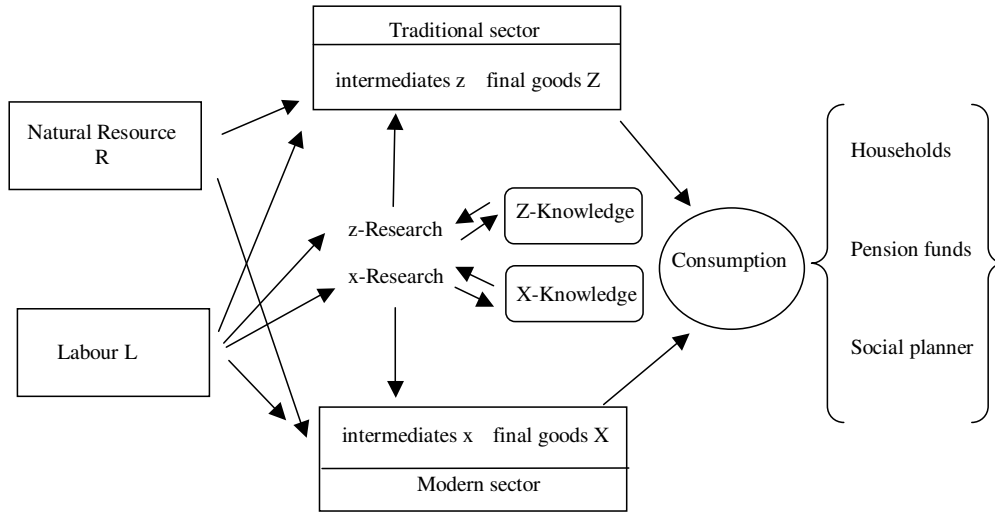 Traditional sector
intermediates z final goods Z
Natural Resource
R
Households
Z-Knowledge
z-Research
Pension funds
Consumption
x-Research
X-Knowledge
Labour L
Social planner
intermediates x final goods X
Modern sector